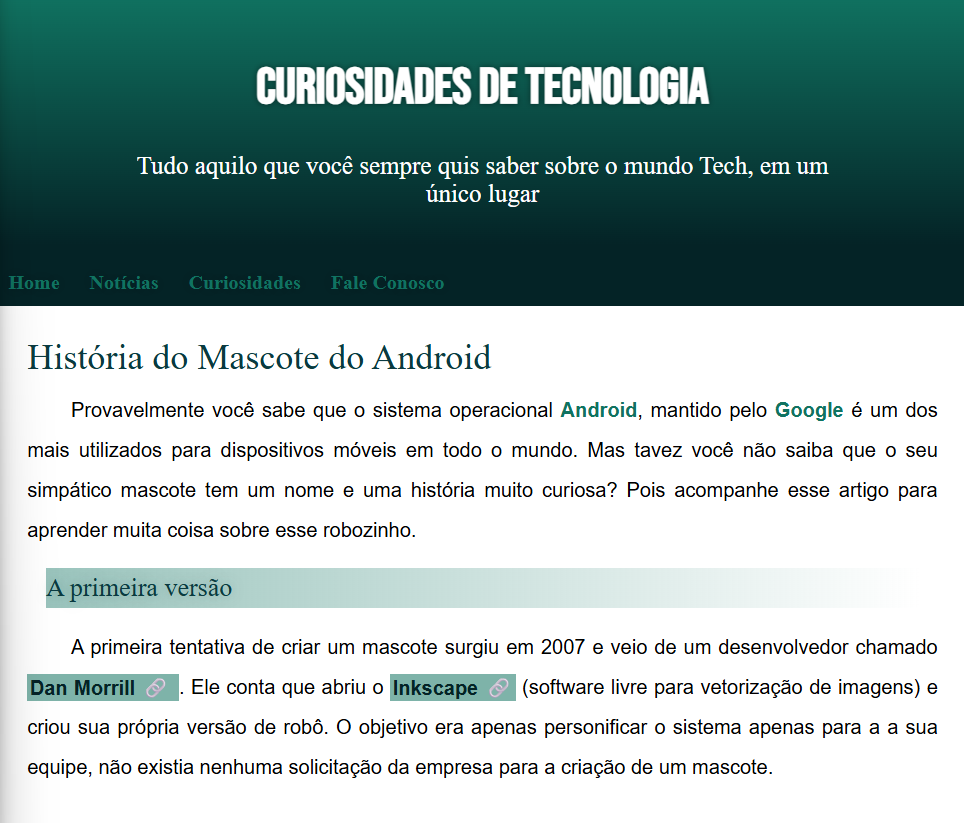 CURIOSIDADES DE TECNOLOGIA
Tudo aquilo que você sempre quis saber sobre o mundo Tech, em um
único lugar
Home Notícias Curiosidades Fale Conosco
História do Mascote do Android
Provavelmente você sabe que o sistema operacional Android, mantido pelo Google é um dos
mais utilizados para dispositivos móveis em todo o mundo. Mas tavez você não saiba que o seu
simpático mascote tem um nome e uma história muito curiosa? Pois acompanhe esse artigo para
aprender muita coisa sobre esse robozinho.
A primeira versão
A primeira tentativa de criar um mascote surgiu em 2007 e veio de um desenvolvedor chamado
Dan Morrill 🔗. Ele conta que abriu o Inkscape 🔗 (software livre para vetorização de imagens) e
criou sua própria versão de robô. O objetivo era apenas personificar o sistema apenas para a a sua
equipe, não existia nenhuma solicitação da empresa para a criação de um mascote.